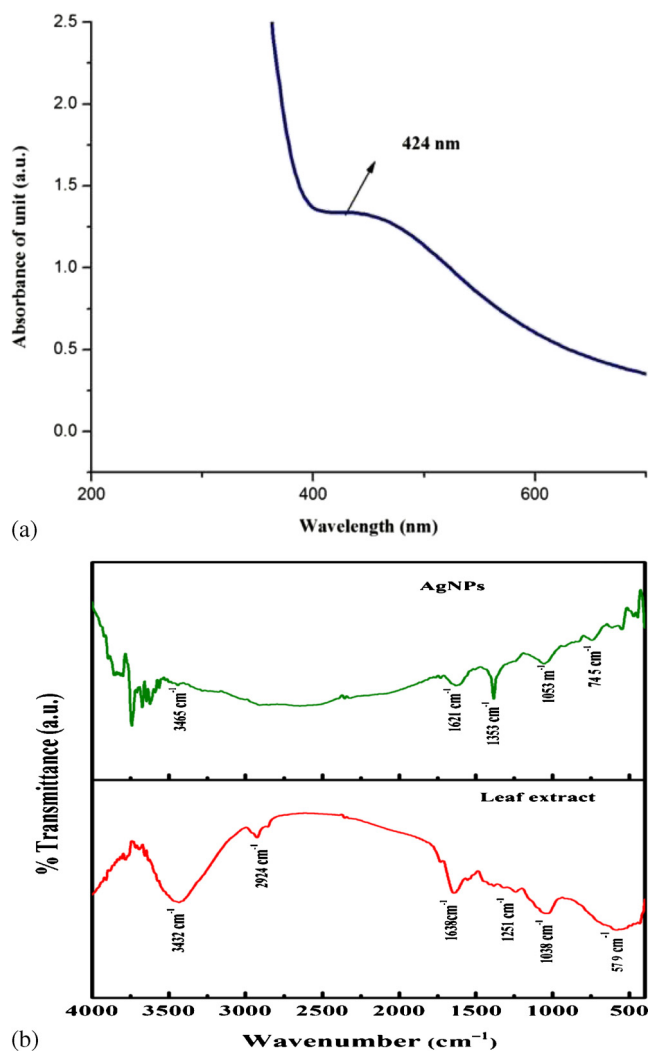 2.5
2.0
1.5
1.0
0.5
0.0
424 nm
Absorbance of unit (a.u.)
200
400
600
Wavelength (nm)
(a)
AgNPs
3465 cm⁻¹
1621 cm⁻¹
1353 cm⁻¹
1053 m⁻¹
745 cm⁻¹
% Transmittance (a.u.)
Leaf extract
3432 cm⁻¹
2924 cm⁻¹
1638cm⁻¹
1251 cm⁻¹
1038 cm⁻¹
579 cm⁻¹
4000 3500 3000 2500 2000 1500 1000 500
Wavenumber (cm⁻¹)
(b)